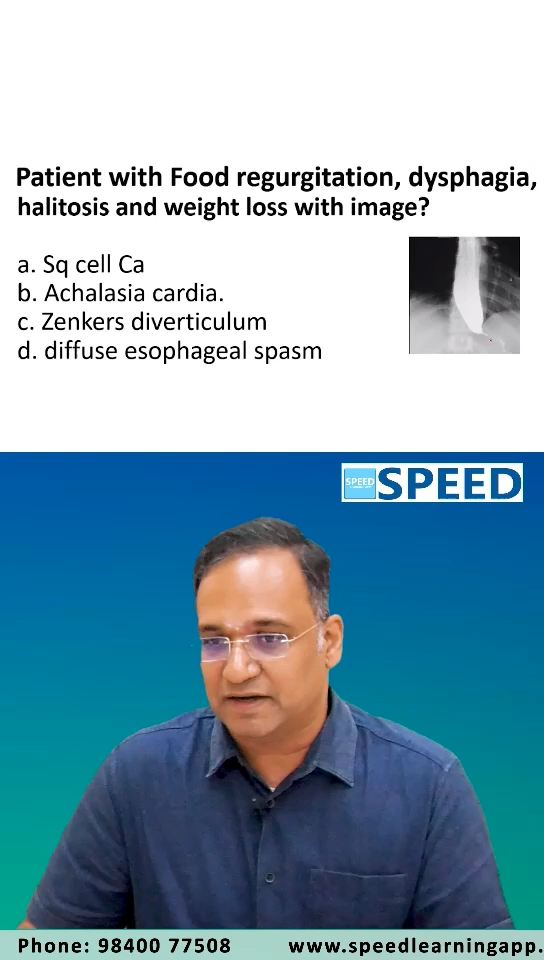 Patient with Food regurgitation, dysphagia,
halitosis and weight loss with image?
a. Sq cell Ca
b. Achalasia cardia.
c. Zenkers diverticulum
d. diffuse esophageal spasm
SPEED
SPEED
Phone: 98400 77508 www.speedlearningapp.